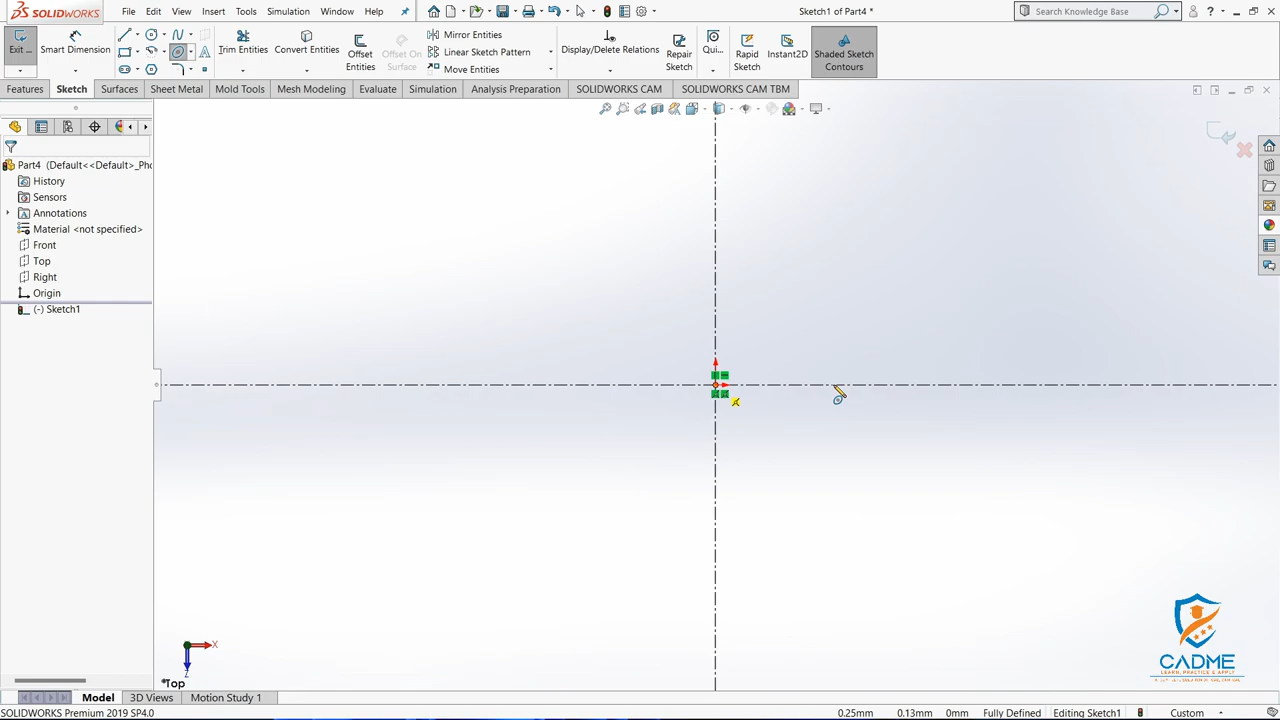 SOLIDWORKS File Edit View Insert Tools Simulation Window Help Sketch1 of Part4 * Search Knowledge Base
Exit ... Smart Dimension Trim Entities Convert Entities Offset Entities Offset On Surface Mirror Entities Linear Sketch Pattern Move Entities Display/Delete Relations Repair Sketch Qui... Rapid Sketch Instant2D Shaded Sketch Contours
Features Sketch Surfaces Sheet Metal Mold Tools Mesh Modeling Evaluate Simulation Analysis Preparation SOLIDWORKS CAM SOLIDWORKS CAM TBM
Part4 (Default<<Default>_Pho
History
Sensors
Annotations
Material <not specified>
Front
Top
Right
Origin
(-) Sketch1
X
Z
*Top
CADME
Model 3D Views Motion Study 1
SOLIDWORKS Premium 2019 SP4.0 0.25mm 0.13mm 0mm Fully Defined Editing Sketch1 Custom